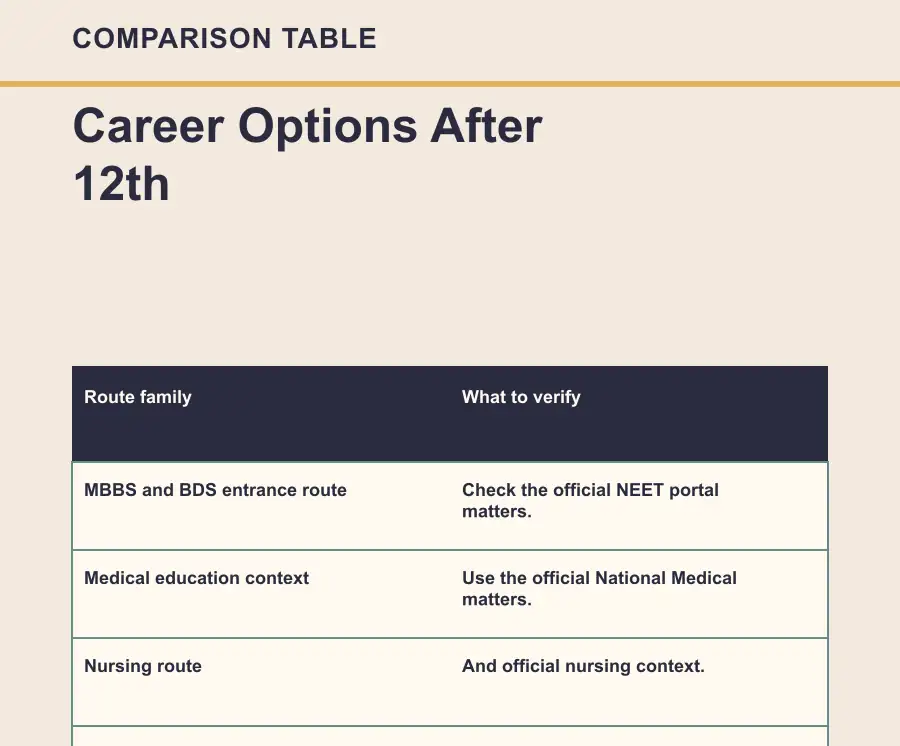 COMPARISON TABLE
Career Options After
12th
Route family
What to verify
MBBS and BDS entrance route
Check the official NEET portal
matters.
Medical education context
Use the official National Medical
matters.
Nursing route
And official nursing context.